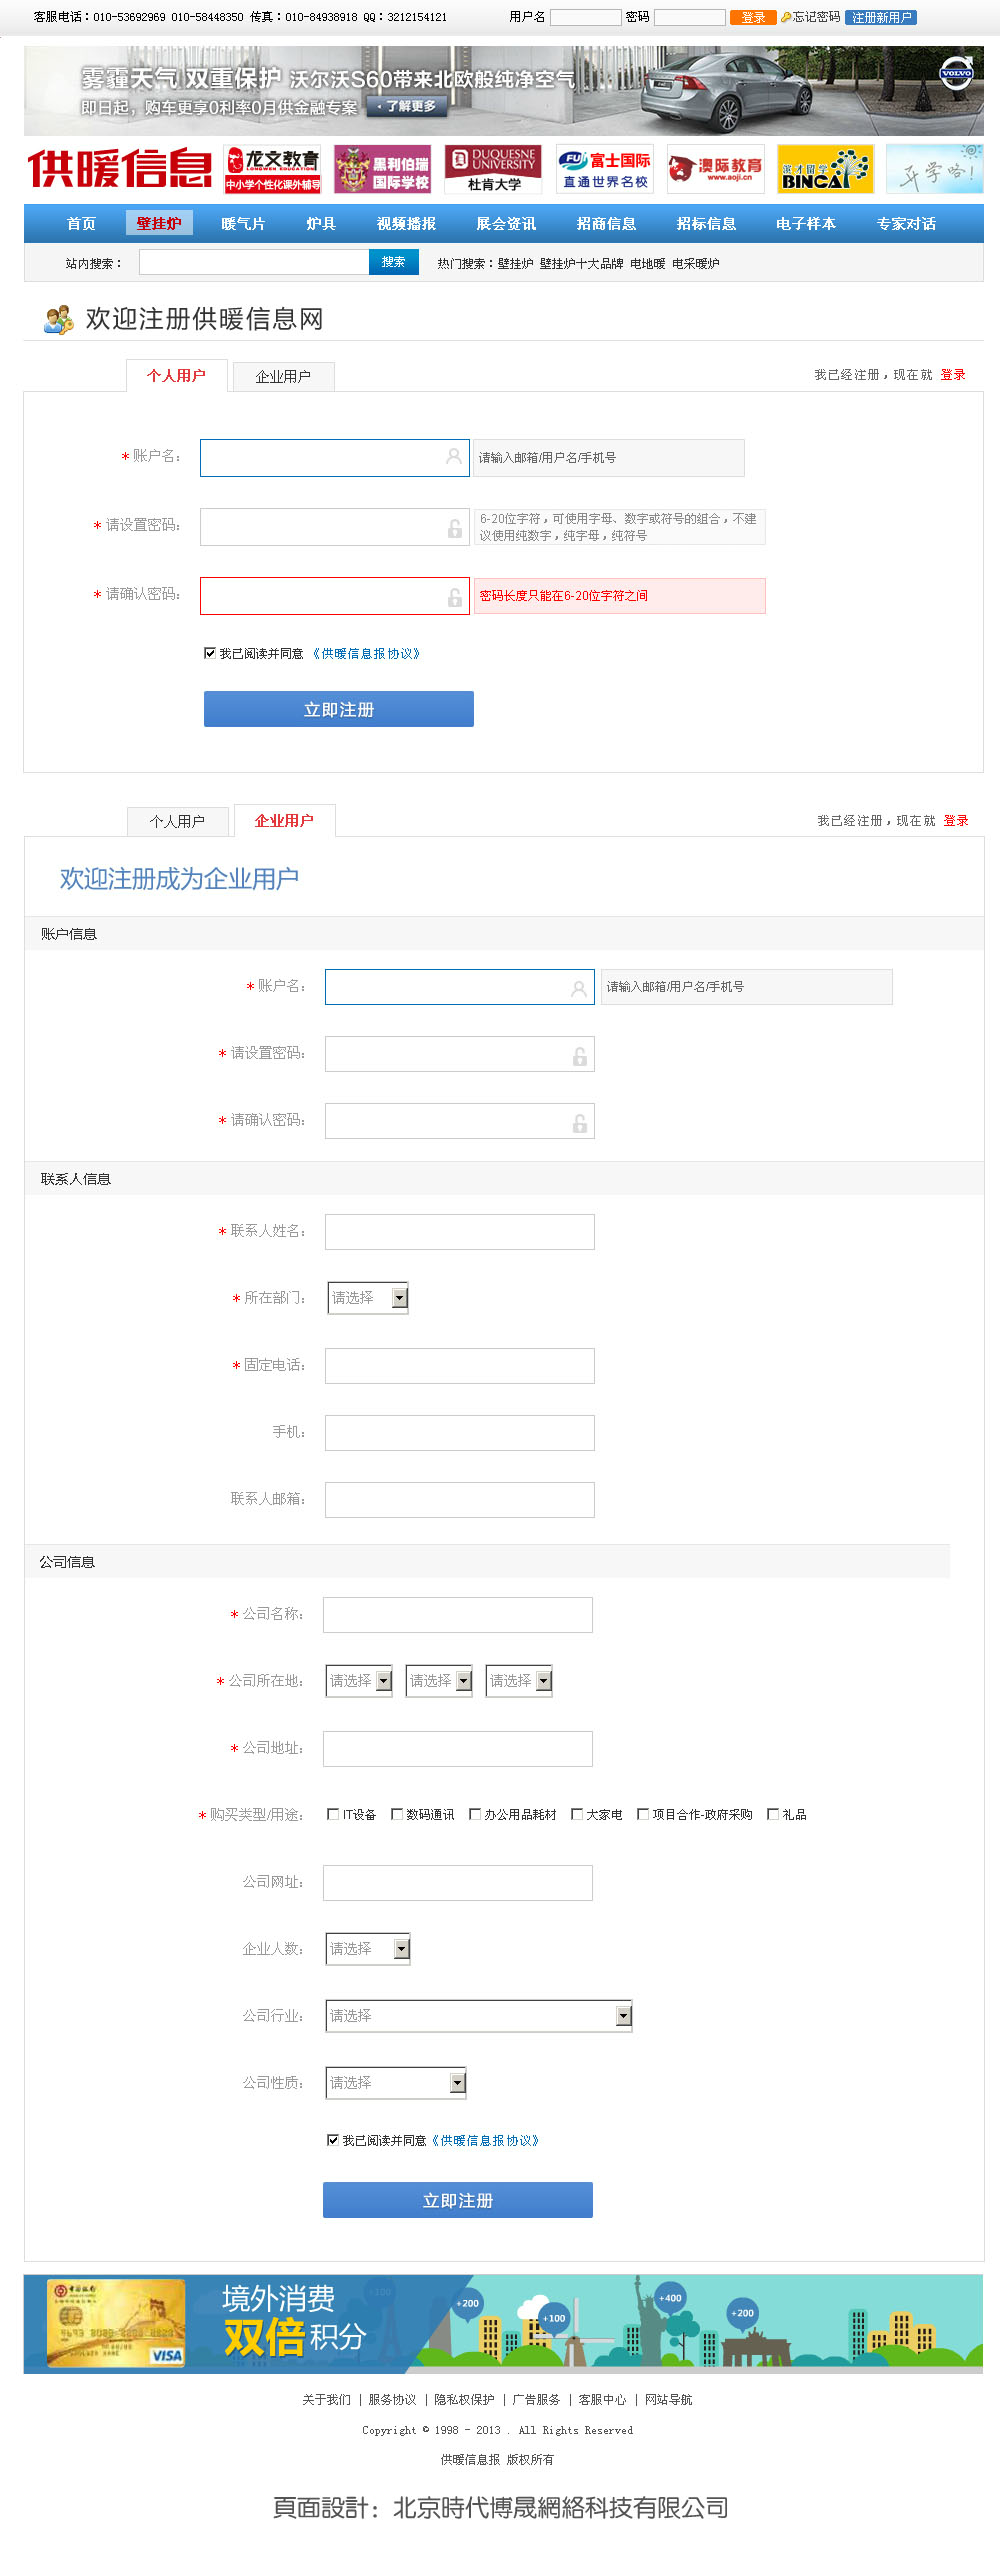 客服电话：010-53692969 010-58448350 传真：010-84938918 QQ：3212154121 用户名 密码 登录 忘记密码 注册新用户
雾霾天气 双重保护 沃尔沃S60带来北欧般纯净空气
即日起，购车更享0利率0月供金融专案 了解更多
VOLVO
供暖信息
龙文教育
中小学个性化课外辅导
黑利伯瑞
国际学校
DUQUESNE
UNIVERSITY
杜肯大学
FU 富士国际
直通世界名校
澳际教育
www.aoji.cn
滨才留学
BINCAI
开学咯！
首页 壁挂炉 暖气片 炉具 视频播报 展会资讯 招商信息 招标信息 电子样本 专家对话
站内搜索： 搜索 热门搜索：壁挂炉 壁挂炉十大品牌 电地暖 电采暖炉
欢迎注册供暖信息网
个人用户 企业用户 我已经注册，现在就 登录
* 账户名： 请输入邮箱/用户名/手机号
* 请设置密码： 6-20位字符，可使用字母、数字或符号的组合，不建
议使用纯数字，纯字母，纯符号
* 请确认密码： 密码长度只能在6-20位字符之间
我已阅读并同意 《供暖信息报协议》
立即注册
个人用户 企业用户 我已经注册，现在就 登录
欢迎注册成为企业用户
账户信息
* 账户名： 请输入邮箱/用户名/手机号
* 请设置密码：
* 请确认密码：
联系人信息
* 联系人姓名：
* 所在部门： 请选择
* 固定电话：
手机：
联系人邮箱：
公司信息
* 公司名称：
* 公司所在地： 请选择 请选择 请选择
* 公司地址：
* 购买类型/用途： IT设备 数码通讯 办公用品耗材 大家电 项目合作-政府采购 礼品
公司网址：
企业人数： 请选择
公司行业： 请选择
公司性质： 请选择
我已阅读并同意《供暖信息报协议》
立即注册
中国银行
VISA
境外消费
双倍积分
+100
+200
+100
+400
+200
关于我们 | 服务协议 | 隐私权保护 | 广告服务 | 客服中心 | 网站导航
Copyright © 1998 - 2013 . All Rights Reserved
供暖信息报 版权所有
頁面設計：北京時代博晟網絡科技有限公司